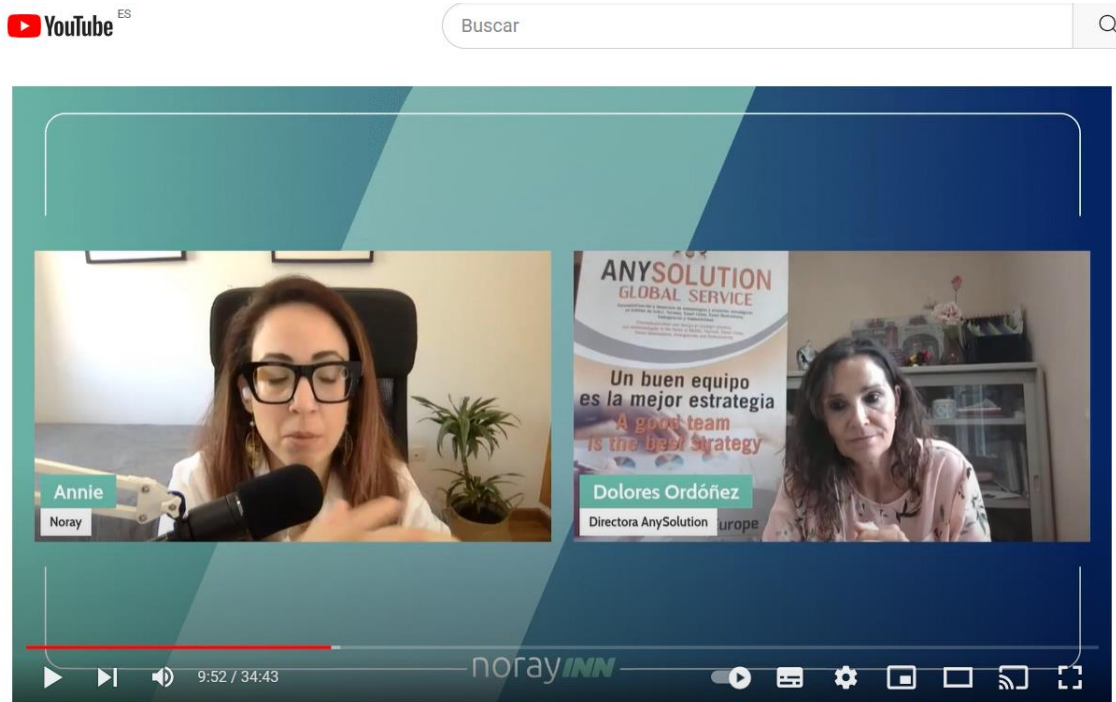 YouTube ES
Buscar
ANYSOLUTION
GLOBAL SERVICE
Un buen equipo
es la mejor estrategia
A good team
is the best strategy
Annie
Noray
Dolores Ordóñez
Directora AnySolution
urope
norayINN
9:52 / 34:43